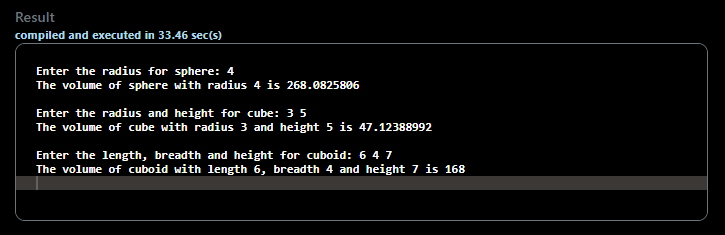 Result
compiled and executed in 33.46 sec(s)
Enter the radius for sphere: 4
The volume of sphere with radius 4 is 268.0825806
Enter the radius and height for cube: 3 5
The volume of cube with radius 3 and height 5 is 47.12388992
Enter the length, breadth and height for cuboid: 6 4 7
The volume of cuboid with length 6, breadth 4 and height 7 is 168